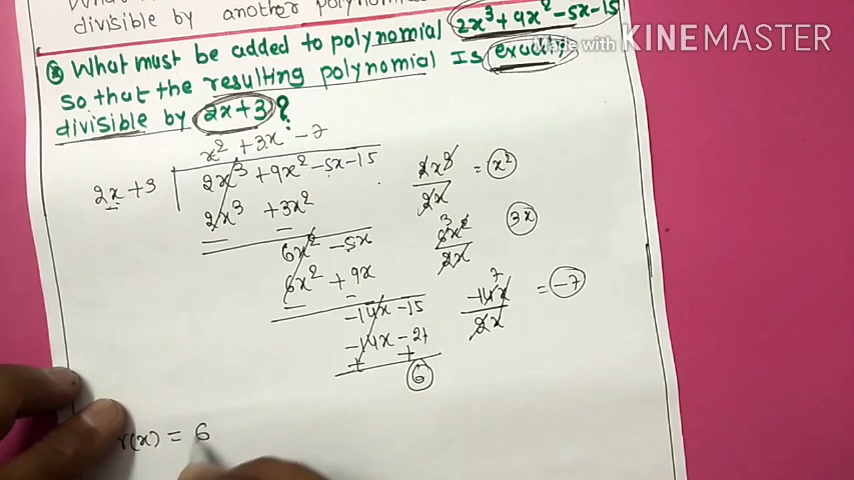 divisible by another polynom
What must be added to polynomial 2x³+9x²-5x-15
Made with KINEMASTER
so that the resulting polynomial Is exactly
divisible by 2x+3?
x² + 3x - 7
2x+3 2x³ + 9x² - 5x - 15
2x³ + 3x²
- -
6x² - 5x
6x² + 9x
- -
-14x - 15
-14x - 21
+ +
6
2x³/2x = x²
3
6x²/2x 3x
7
-14x/2x = -7
r(x) = 6